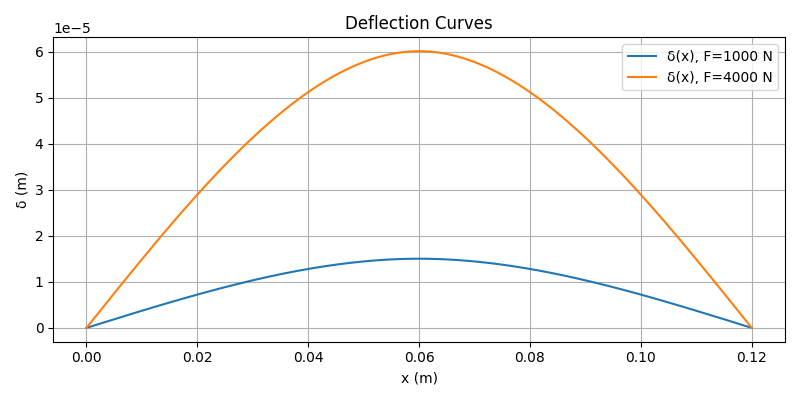 Deflection Curves
1e−5
δ(x), F=1000 N
δ(x), F=4000 N
6
5
4
3
2
1
0
δ (m)
0.00 0.02 0.04 0.06 0.08 0.10 0.12
x (m)